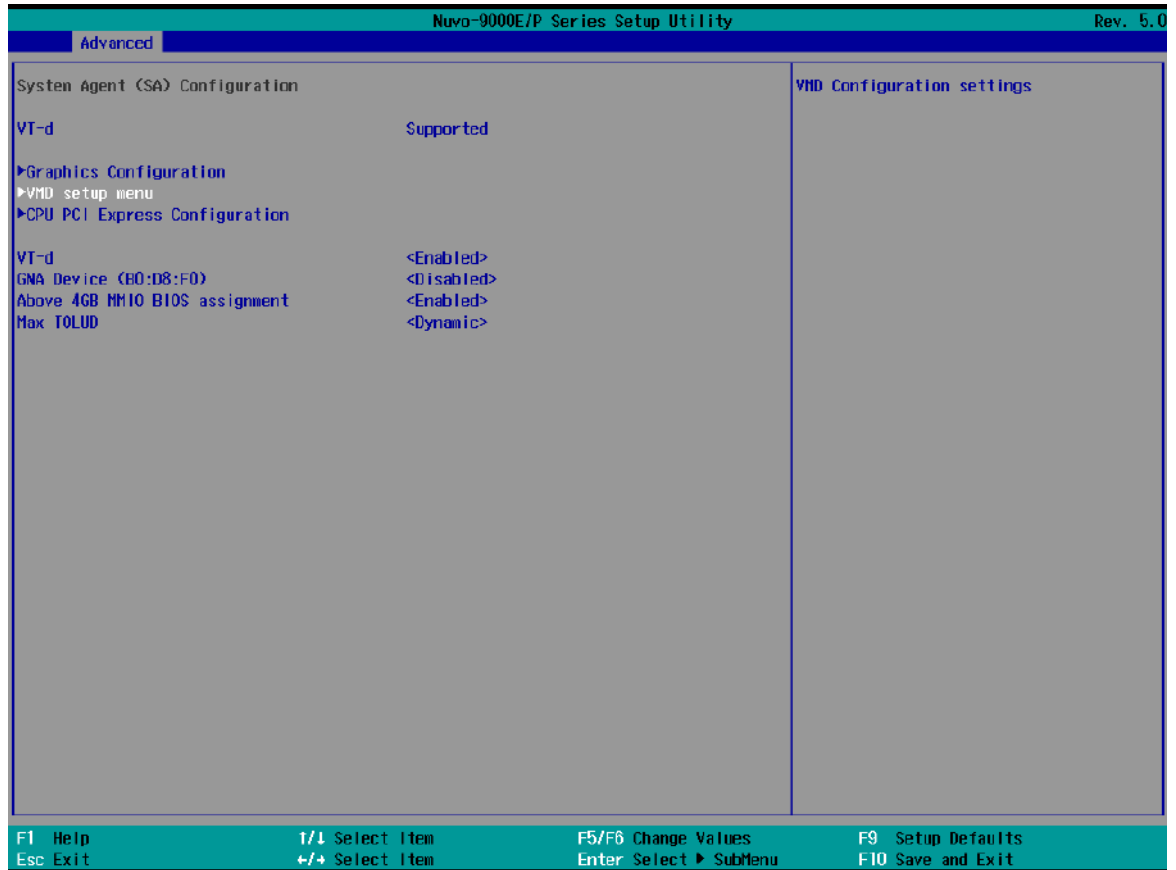 Nuvo-9000E/P Series Setup Utility Rev. 5.0
Advanced
System Agent (SA) Configuration
VMD Configuration settings
VT-d Supported
▶Graphics Configuration
▶VMD setup menu
▶CPU PCI Express Configuration
VT-d <Enabled>
GNA Device (B0:D8:F0) <Disabled>
Above 4GB MMIO BIOS assignment <Enabled>
Max TOLUD <Dynamic>
F1 Help ↑/↓ Select Item F5/F6 Change Values F9 Setup Defaults
Esc Exit ←/→ Select Item Enter Select ▶ SubMenu F10 Save and Exit